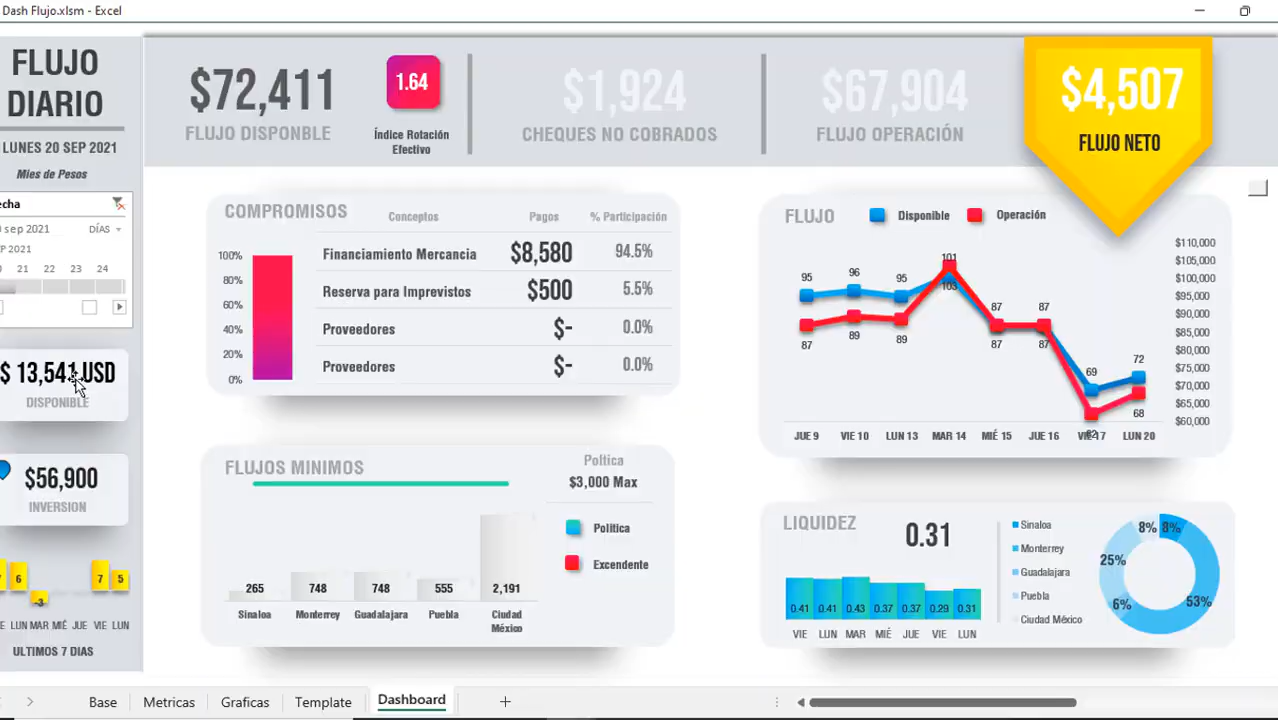 Dash Flujo.xlsm - Excel
FLUJO
DIARIO
LUNES 20 SEP 2021
Mies de Pesos
echa
sep 2021
DÍAS
SEP 2021
21 22 23 24
$ 13,541 USD
DISPONIBLE
$56,900
INVERSION
6 -3 7 5
LUN MAR MIÉ JUE VIE LUN
ULTIMOS 7 DIAS
$72,411
FLUJO DISPONBLE
1.64
Índice Rotación
Efectivo
$1,924
CHEQUES NO COBRADOS
$67,904
FLUJO OPERACIÓN
$4,507
FLUJO NETO
COMPROMISOS
Conceptos Pagos % Participación
100%
80%
60%
40%
20%
0%
Financiamiento Mercancia $8,580 94.5%
Reserva para Imprevistos $500 5.5%
Proveedores $- 0.0%
Proveedores $- 0.0%
FLUJO
Disponible
Operación
$110,000
$105,000
$100,000
$95,000
$90,000
$85,000
$80,000
$75,000
$70,000
$65,000
$60,000
95 96 95 101 87 87 69 72
87 89 89 103 87 87 62 68
JUE 9 VIE 10 LUN 13 MAR 14 MIÉ 15 JUE 16 VIE 17 LUN 20
FLUJOS MINIMOS
Poltica
$3,000 Max
Politica
Excendente
265 748 748 555 2,191
Sinaloa Monterrey Guadalajara Puebla Ciudad
México
LIQUIDEZ
0.31
0.41 0.41 0.43 0.37 0.37 0.29 0.31
VIE LUN MAR MIÉ JUE VIE LUN
Sinaloa
Monterrey
Guadalajara
Puebla
Ciudad México
8% 8%
25%
6%
53%
Base Metricas Graficas Template Dashboard